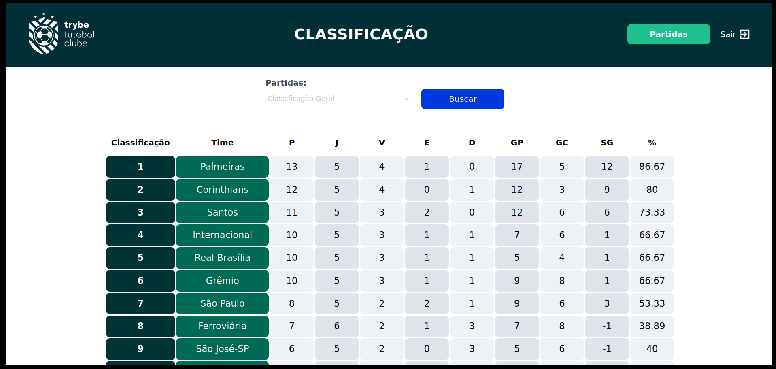 trybe
futebol
clube
CLASSIFICAÇÃO
Partidas
Sair
Partidas:
Classificação Geral
Buscar
Classificação Time P J V E D GP GC SG %
1 Palmeiras 13 5 4 1 0 17 5 12 86.67
2 Corinthians 12 5 4 0 1 12 3 9 80
3 Santos 11 5 3 2 0 12 6 6 73.33
4 Internacional 10 5 3 1 1 7 6 1 66.67
5 Real Brasília 10 5 3 1 1 5 4 1 66.67
6 Grêmio 10 5 3 1 1 9 8 1 66.67
7 São Paulo 8 5 2 2 1 9 6 3 53.33
8 Ferroviária 7 6 2 1 3 7 8 -1 38.89
9 São José-SP 6 5 2 0 3 5 6 -1 40